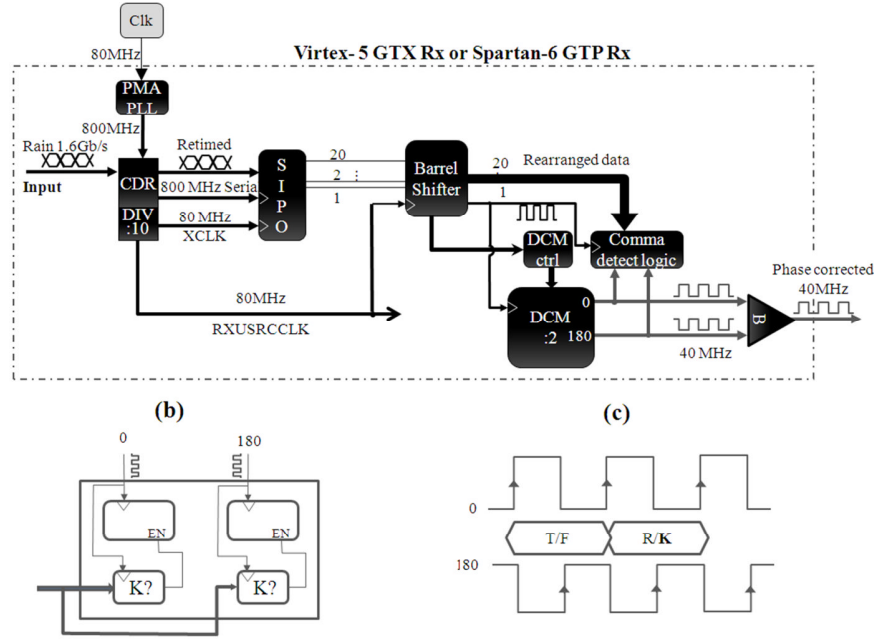 Clk
80MHz
Virtex- 5 GTX Rx or Spartan-6 GTP Rx
PMA
PLL
800MHz
Rain 1.6Gb/s
Input
Retimed
CDR
800 MHz Seria
DIV
:10
80 MHz
XCLK
S
I
P
O
20
2
:
1
Barrel
Shifter
20
:
1
Rearranged data
DCM
ctrl
Comma
detect logic
80MHz
RXUSRCCLK
DCM
:2
0
180
40 MHz
B
Phase corrected
40MHz
(b)
0
180
EN
EN
K?
K?
(c)
0
T/F
R/K
180